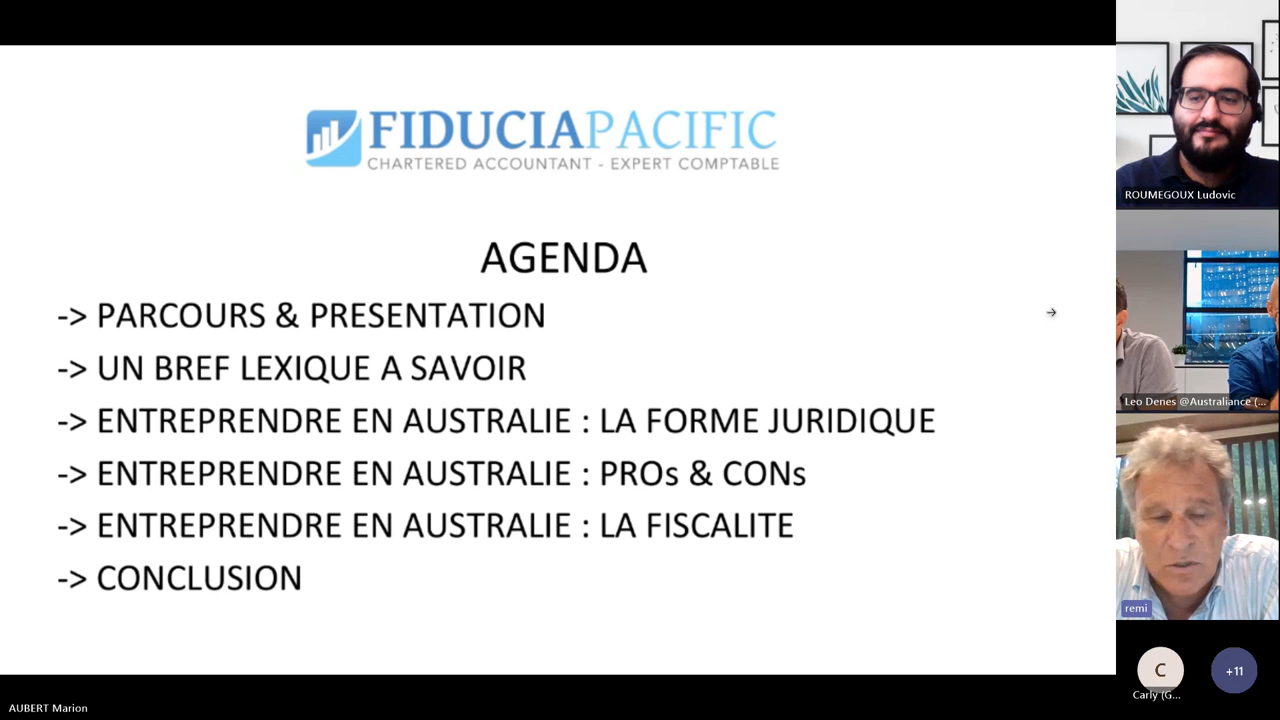 FIDUCIAPACIFIC
CHARTERED ACCOUNTANT - EXPERT COMPTABLE
AGENDA
-> PARCOURS & PRESENTATION
-> UN BREF LEXIQUE A SAVOIR
-> ENTREPRENDRE EN AUSTRALIE : LA FORME JURIDIQUE
-> ENTREPRENDRE EN AUSTRALIE : PROs & CONs
-> ENTREPRENDRE EN AUSTRALIE : LA FISCALITE
-> CONCLUSION
AUBERT Marion
ROUMEGOUX Ludovic
Leo Denes @Australiance (...
remi
C
Carly (G...
+11